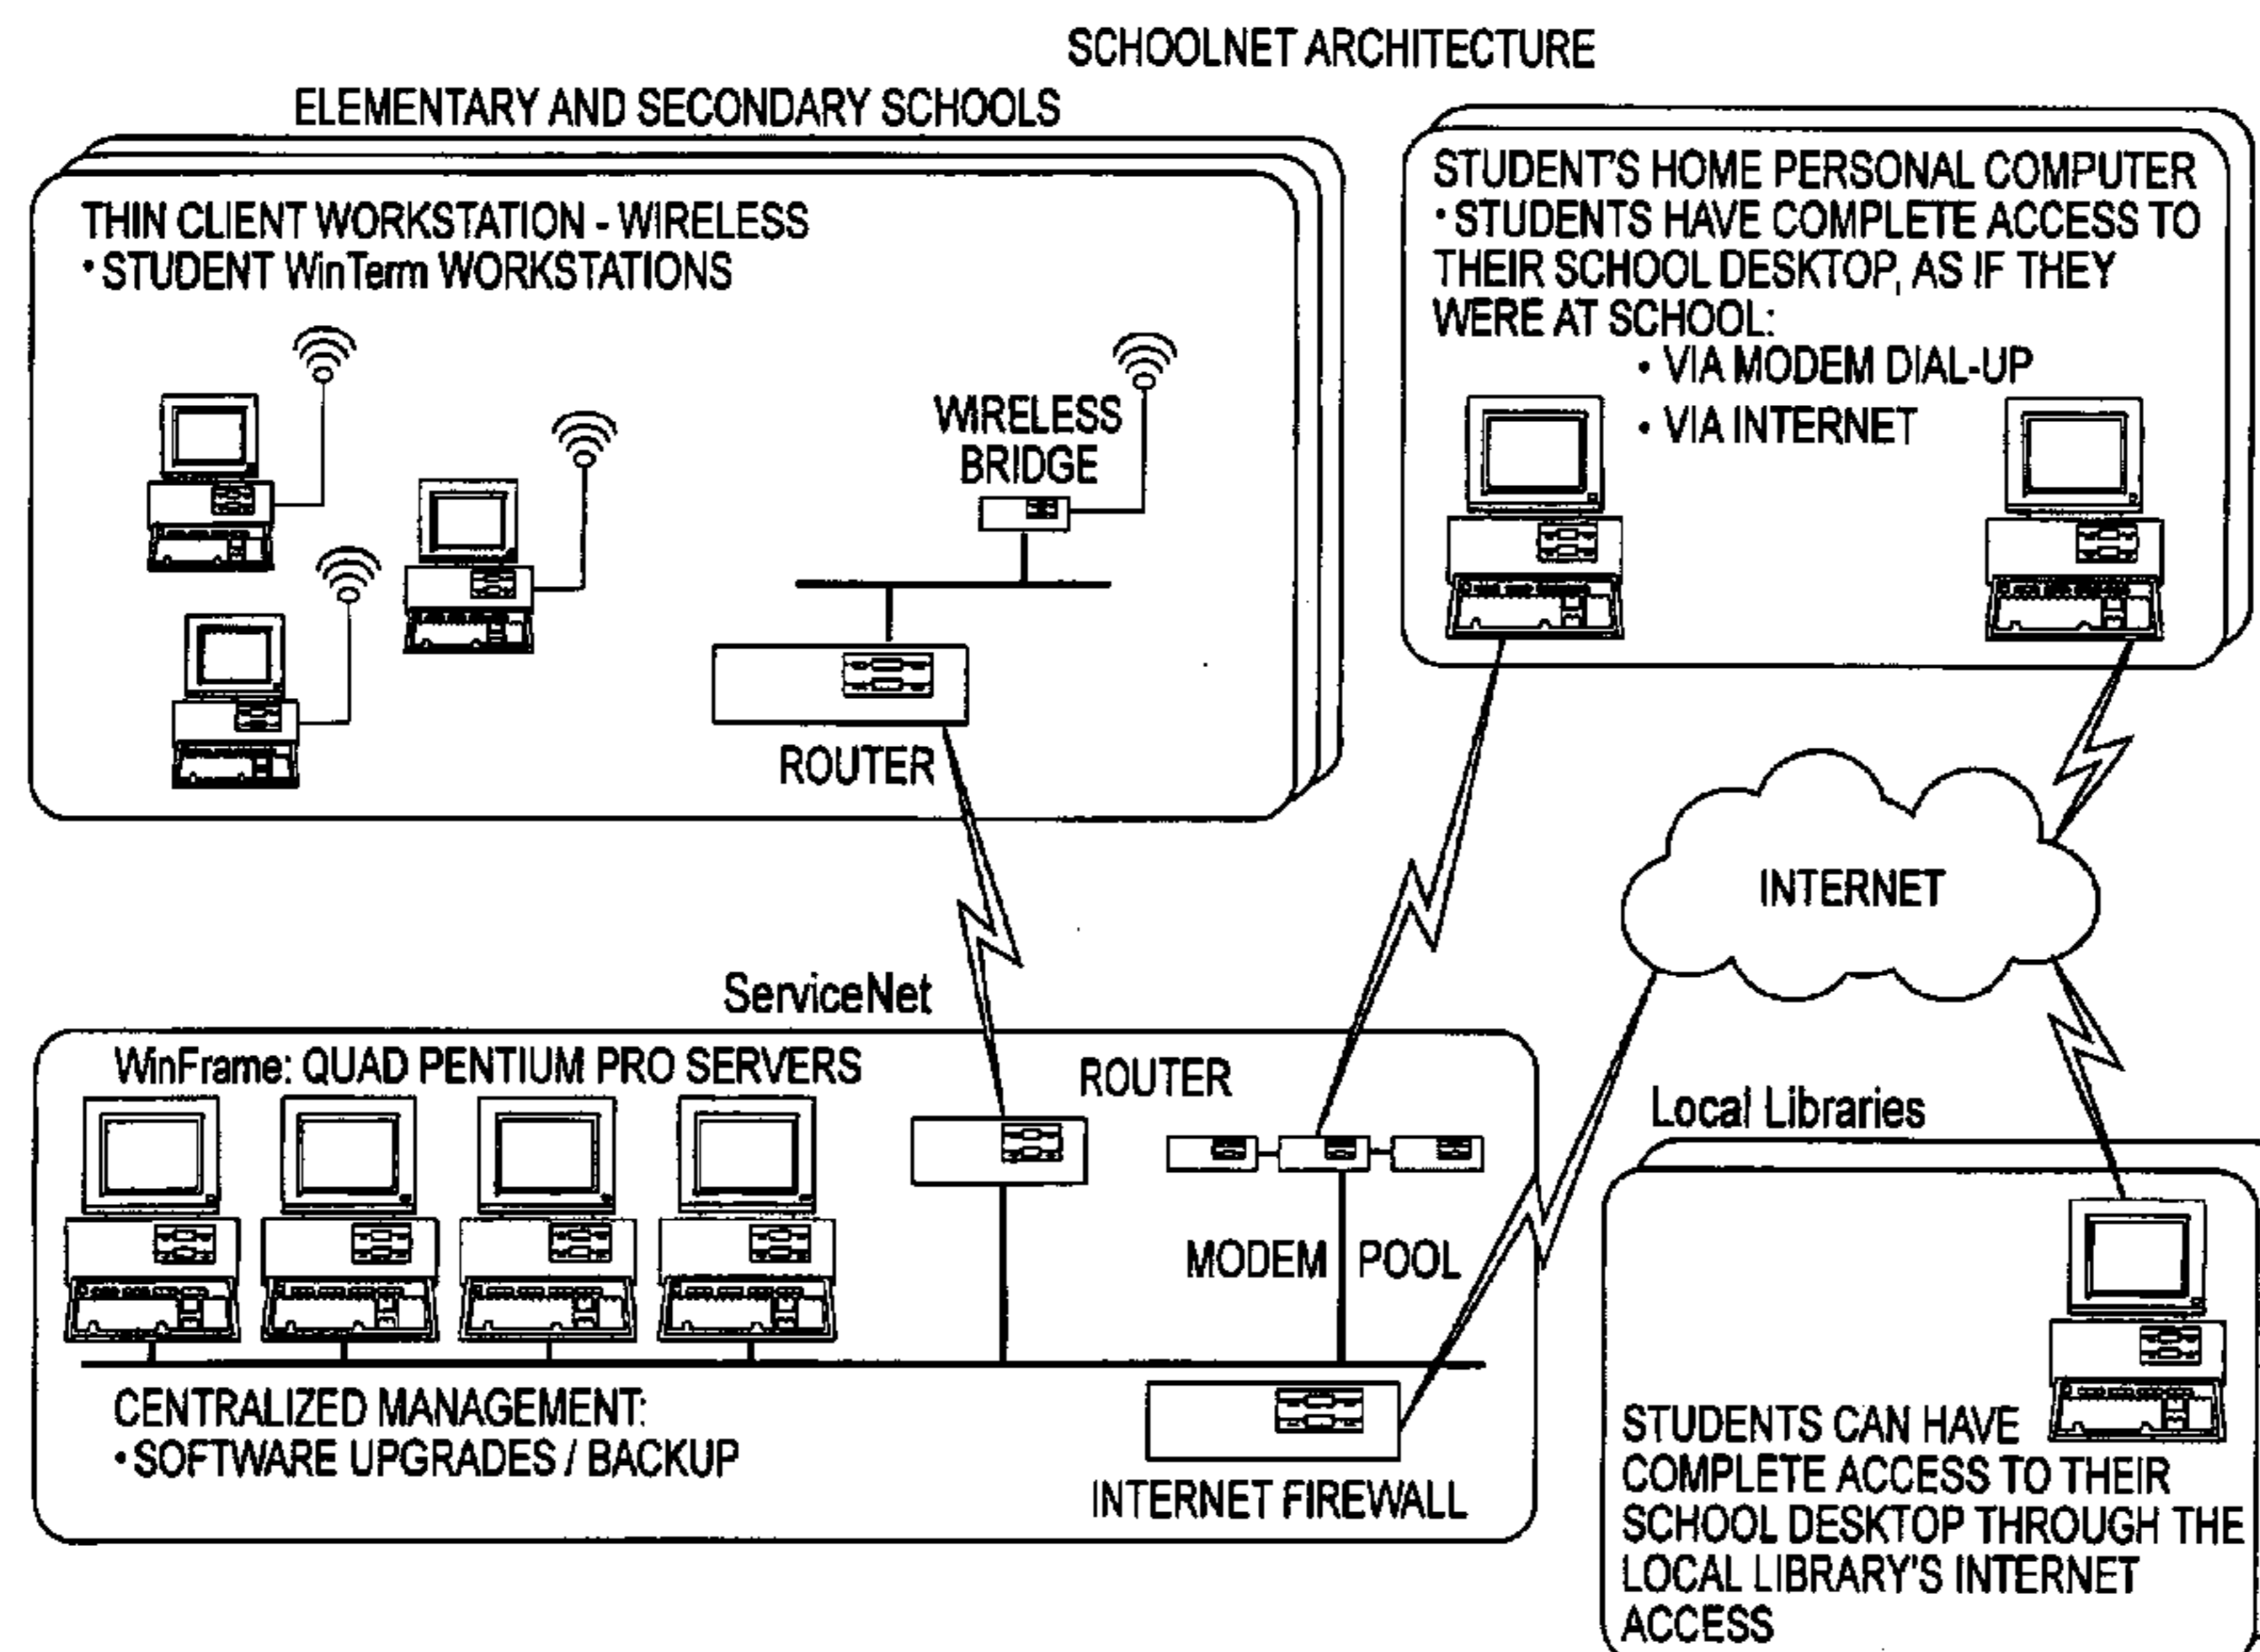 SCHOOLNET ARCHITECTURE
ELEMENTARY AND SECONDARY SCHOOLS
THIN CLIENT WORKSTATION - WIRELESS
• STUDENT WinTerm WORKSTATIONS
WIRELESS
BRIDGE
ROUTER
STUDENT'S HOME PERSONAL COMPUTER
• STUDENTS HAVE COMPLETE ACCESS TO
THEIR SCHOOL DESKTOP, AS IF THEY
WERE AT SCHOOL:
• VIA MODEM DIAL-UP
• VIA INTERNET
INTERNET
ServiceNet
WinFrame: QUAD PENTIUM PRO SERVERS
ROUTER
MODEM POOL
CENTRALIZED MANAGEMENT:
• SOFTWARE UPGRADES / BACKUP
INTERNET FIREWALL
Local Libraries
STUDENTS CAN HAVE
COMPLETE ACCESS TO THEIR
SCHOOL DESKTOP THROUGH THE
LOCAL LIBRARY'S INTERNET
ACCESS